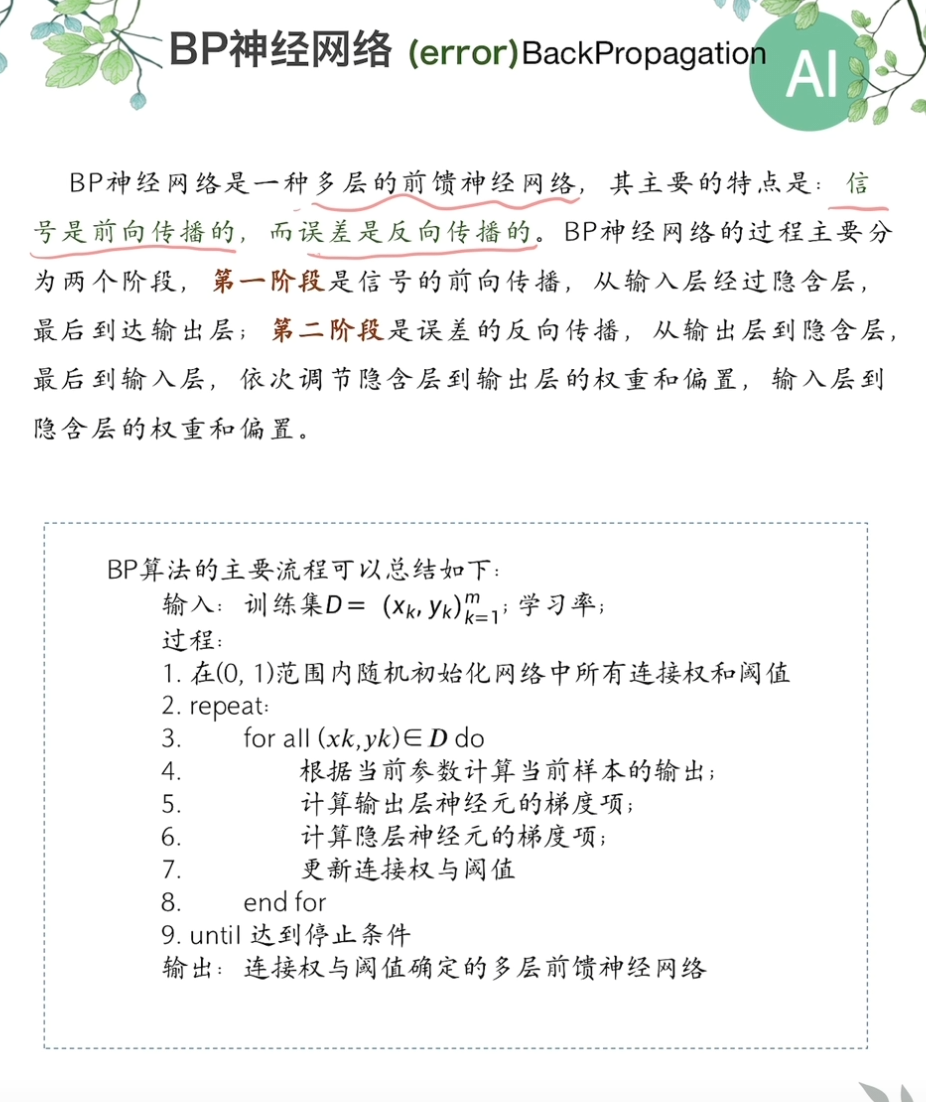 BP神经网络 (error)BackPropagation
AI
BP神经网络是一种多层的前馈神经网络，其主要的特点是：信
号是前向传播的，而误差是反向传播的。BP神经网络的过程主要分
为两个阶段，第一阶段是信号的前向传播，从输入层经过隐含层，
最后到达输出层；第二阶段是误差的反向传播，从输出层到隐含层，
最后到输入层，依次调节隐含层到输出层的权重和偏置，输入层到
隐含层的权重和偏置。
BP算法的主要流程可以总结如下：
输入：训练集D= (xₖ, yₖ)ᵐₖ₌₁；学习率；
过程：
1. 在(0, 1)范围内随机初始化网络中所有连接权和阈值
2. repeat：
3. for all (xk,yk)∈D do
4. 根据当前参数计算当前样本的输出；
5. 计算输出层神经元的梯度项；
6. 计算隐层神经元的梯度项；
7. 更新连接权与阈值
8. end for
9. until 达到停止条件
输出：连接权与阈值确定的多层前馈神经网络